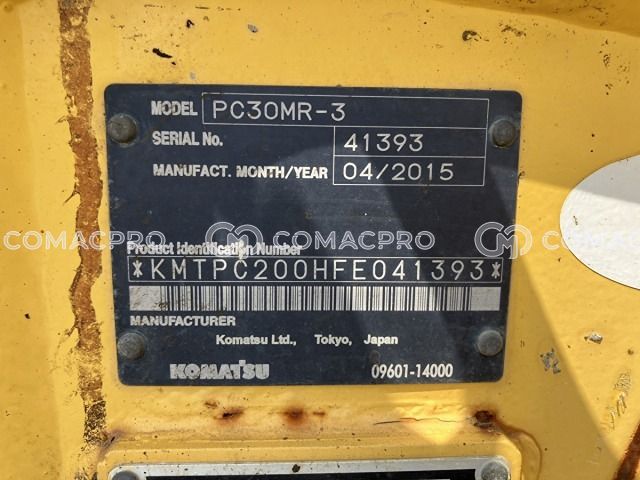 MODEL PC30MR-3
SERIAL No. 41393
MANUFACT. MONTH/YEAR 04/2015
COMACPRO COMACPRO COMACPRO
Product Identification Number
*KMTPC200HFE041393*
MANUFACTURER
Komatsu Ltd., Tokyo, Japan
KOMATSU 09601-14000